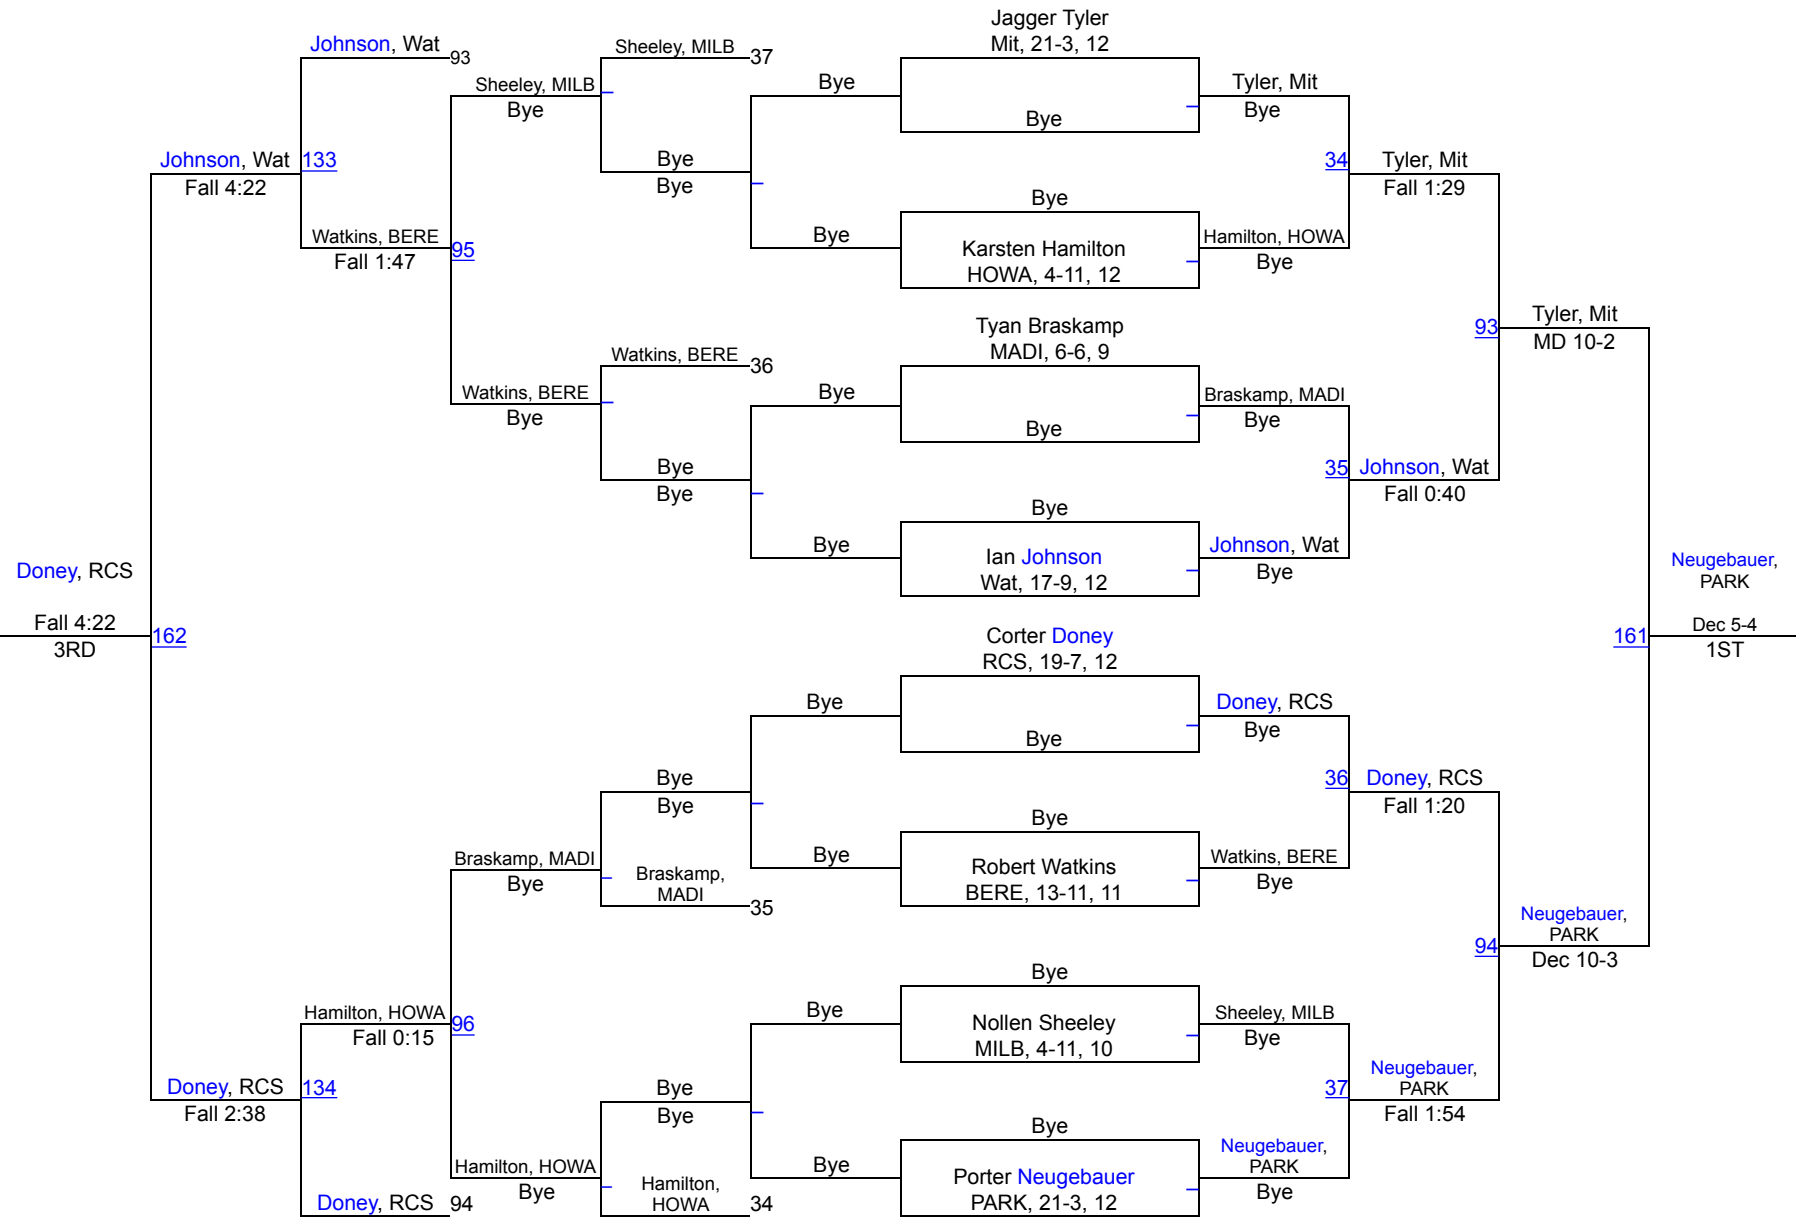 Jagger Tyler
Mit, 21-3, 12
Johnson, Wat
93
Sheeley, MILB
37
Sheeley, MILB
Bye
Bye
Bye
Tyler, Mit
Bye
Johnson, Wat
133
Fall 4:22
Bye
Bye
34
Tyler, Mit
Fall 1:29
Watkins, BERE
95
Fall 1:47
Bye
Bye
Karsten Hamilton
HOWA, 4-11, 12
Hamilton, HOWA
Bye
Tyan Braskamp
MADI, 6-6, 9
93
Tyler, Mit
MD 10-2
Watkins, BERE
36
Watkins, BERE
Bye
Bye
Bye
Braskamp, MADI
Bye
Bye
Bye
35
Johnson, Wat
Fall 0:40
Bye
Bye
Ian Johnson
Wat, 17-9, 12
Johnson, Wat
Bye
Doney, RCS
Fall 4:22
3RD
162
Neugebauer,
PARK
161
Dec 5-4
1ST
Corter Doney
RCS, 19-7, 12
Bye
Bye
Doney, RCS
Bye
Bye
Bye
36
Doney, RCS
Fall 1:20
Braskamp, MADI
Bye
Braskamp,
MADI
35
Bye
Bye
Robert Watkins
BERE, 13-11, 11
Watkins, BERE
Bye
94
Neugebauer,
PARK
Dec 10-3
Hamilton, HOWA
96
Fall 0:15
Bye
Bye
Nollen Sheeley
MILB, 4-11, 10
Sheeley, MILB
Bye
Doney, RCS
134
Fall 2:38
Bye
Bye
37
Neugebauer,
PARK
Fall 1:54
Hamilton, HOWA
Bye
Hamilton,
HOWA
34
Bye
Bye
Porter Neugebauer
PARK, 21-3, 12
Neugebauer,
PARK
Bye
Doney, RCS
94